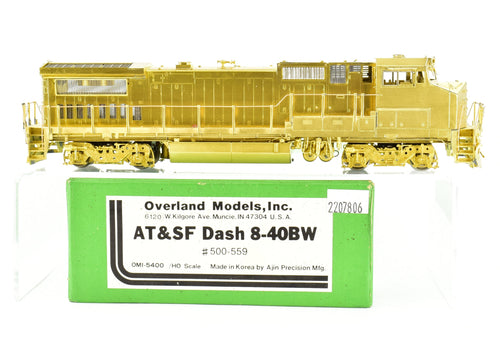 Overland Models, Inc.
6120 W. Kilgore Ave. Muncie, IN 47304 U.S.A.
2207806
AT&SF Dash 8-40BW
#500-559
OMI-5400 /HO Scale Made in Korea by Ajin Precision Mfg.